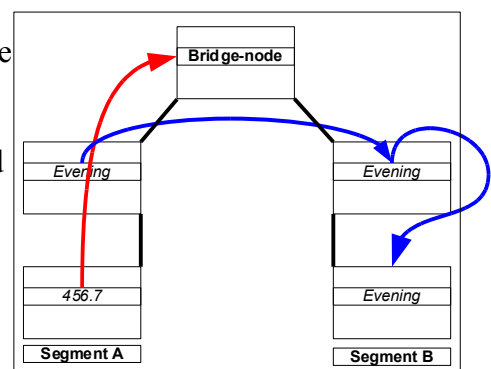 e
Bridge-node
d
Evening
Evening
456.7
Evening
Segment A
Segment B